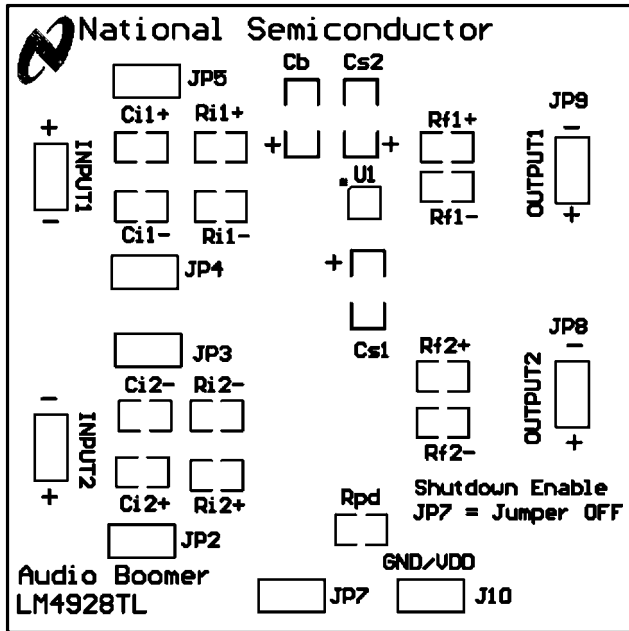 National Semiconductor
JP5
Cb
Cs2
Ci1+
Ri1+
JP9
Rf1+
+
+
+
-
INPUT1
U1
OUTPUT1
-
Ci1-
Ri1-
Rf1-
+
JP4
+
JP3
Cs1
Rf2+
JP8
Ci2-
Ri2-
-
-
INPUT2
OUTPUT2
Rf2-
+
+
Ci2+
Ri2+
Rpd
Shutdown Enable
JP7 = Jumper OFF
JP2
GND/VDD
Audio Boomer
LM4928TL
JP7
J10